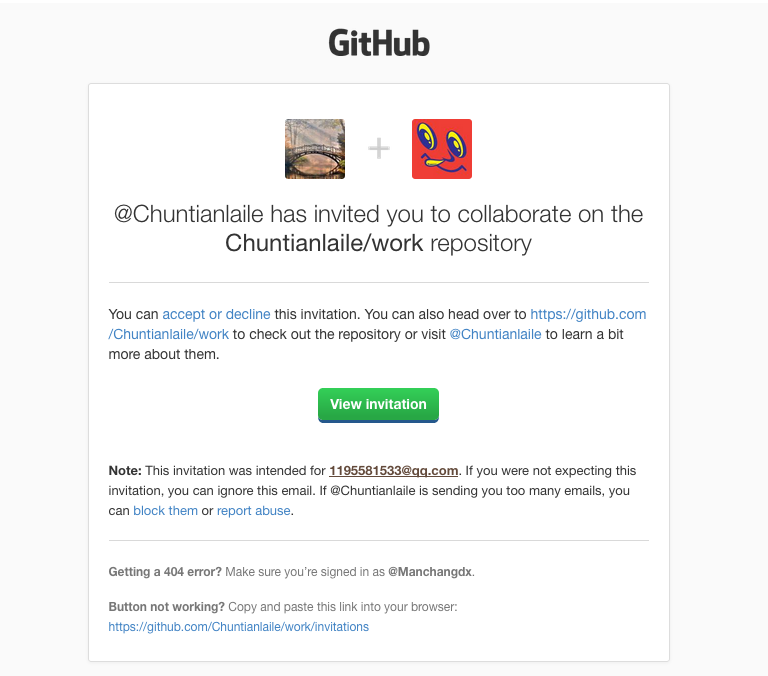 GitHub
@Chuntianlaile has invited you to collaborate on the
Chuntianlaile/work repository
You can accept or decline this invitation. You can also head over to https://github.com
/Chuntianlaile/work to check out the repository or visit @Chuntianlaile to learn a bit
more about them.
View invitation
Note: This invitation was intended for 1195581533@qq.com. If you were not expecting this
invitation, you can ignore this email. If @Chuntianlaile is sending you too many emails, you
can block them or report abuse.
Getting a 404 error? Make sure you’re signed in as @Manchangdx.
Button not working? Copy and paste this link into your browser:
https://github.com/Chuntianlaile/work/invitations